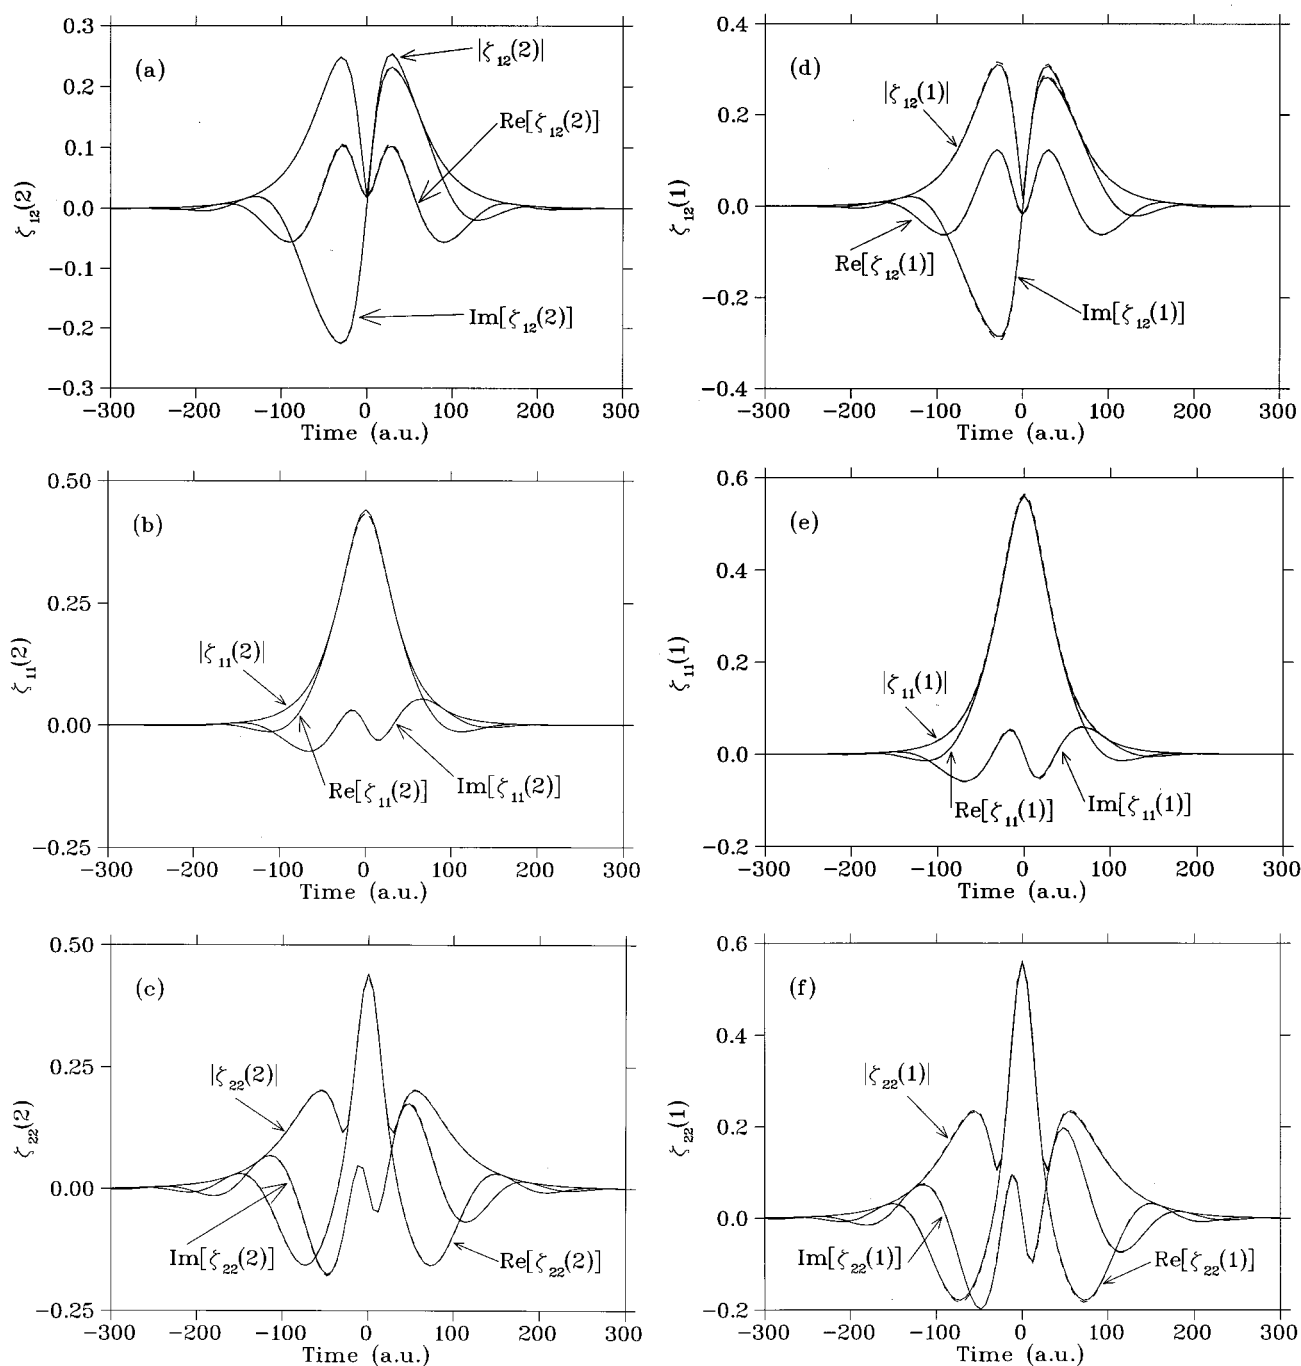 (a)
0.3
0.2
0.1
0.0
−0.1
−0.2
−0.3
ζ₁₂(2)
|ζ₁₂(2)|
Re[ζ₁₂(2)]
Im[ζ₁₂(2)]
−300 −200 −100 0 100 200 300
Time (a.u.)
(d)
0.4
0.2
0.0
−0.2
−0.4
ζ₁₂(1)
|ζ₁₂(1)|
Re[ζ₁₂(1)]
Im[ζ₁₂(1)]
−300 −200 −100 0 100 200 300
Time (a.u.)
(b)
0.50
0.25
0.00
−0.25
ζ₁₁(2)
|ζ₁₁(2)|
Re[ζ₁₁(2)]
Im[ζ₁₁(2)]
−300 −200 −100 0 100 200 300
Time (a.u.)
(e)
0.6
0.4
0.2
0.0
−0.2
ζ₁₁(1)
|ζ₁₁(1)|
Re[ζ₁₁(1)]
Im[ζ₁₁(1)]
−300 −200 −100 0 100 200 300
Time (a.u.)
(c)
0.50
0.25
0.00
−0.25
ζ₂₂(2)
|ζ₂₂(2)|
Im[ζ₂₂(2)]
Re[ζ₂₂(2)]
−300 −200 −100 0 100 200 300
Time (a.u.)
(f)
0.6
0.4
0.2
0.0
−0.2
ζ₂₂(1)
|ζ₂₂(1)|
Im[ζ₂₂(1)]
Re[ζ₂₂(1)]
−300 −200 −100 0 100 200 300
Time (a.u.)